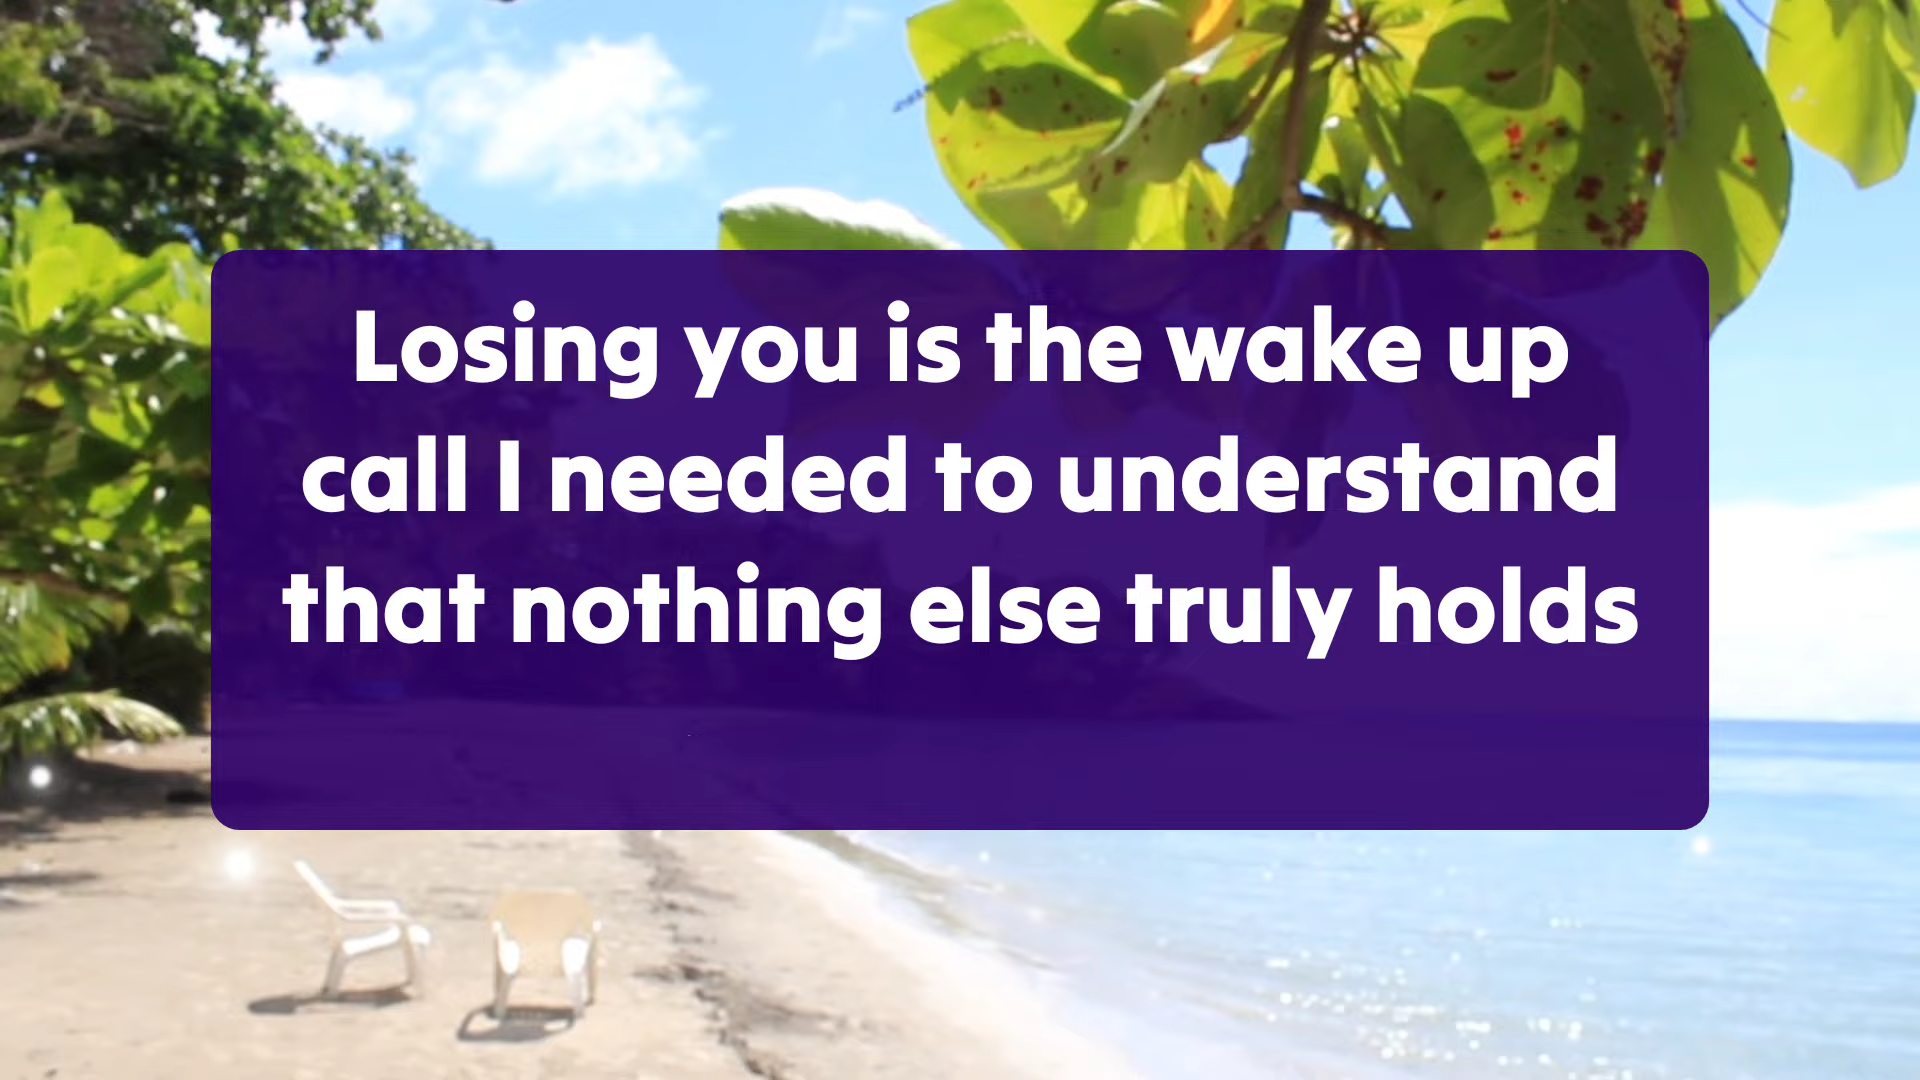 Losing you is the wake up
call I needed to understand
that nothing else truly holds